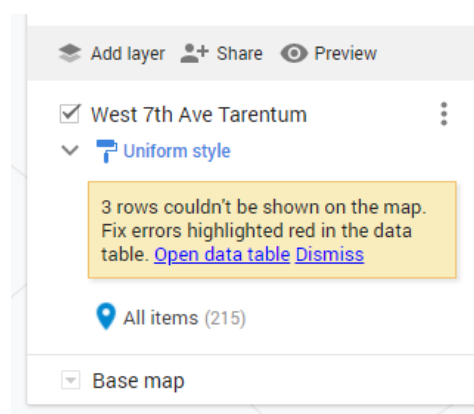 Add layer Share Preview
West 7th Ave Tarentum
Uniform style
3 rows couldn't be shown on the map.
Fix errors highlighted red in the data
table. Open data table Dismiss
All items (215)
Base map